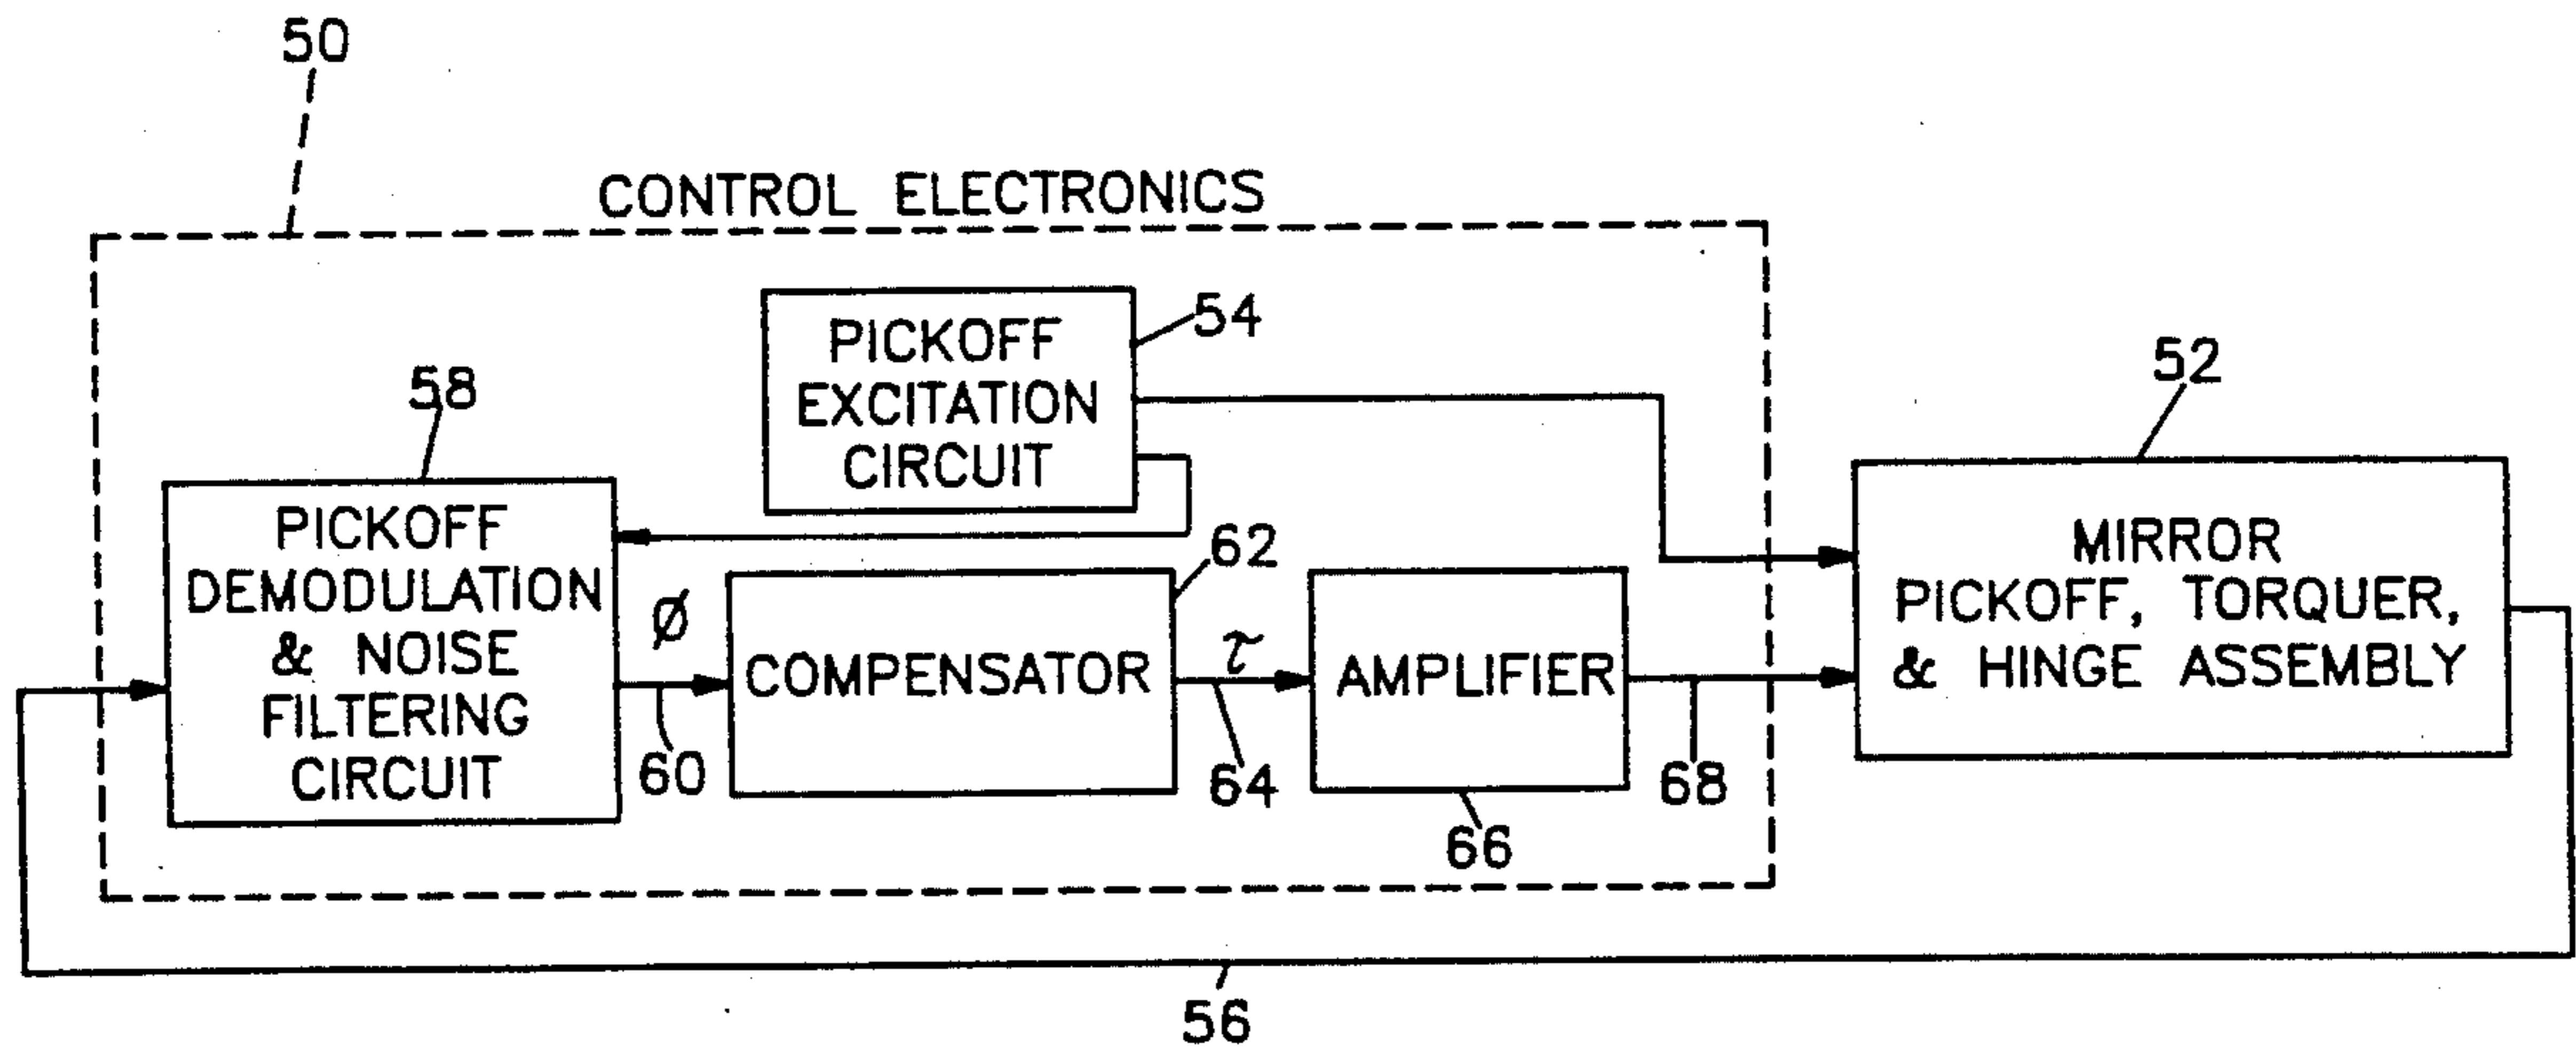 50
CONTROL ELECTRONICS
54
PICKOFF
EXCITATION
CIRCUIT
52
58
PICKOFF
DEMODULATION
& NOISE
FILTERING
CIRCUIT
Ø
60
62
COMPENSATOR
τ
64
AMPLIFIER
66
68
MIRROR
PICKOFF, TORQUER,
& HINGE ASSEMBLY
56